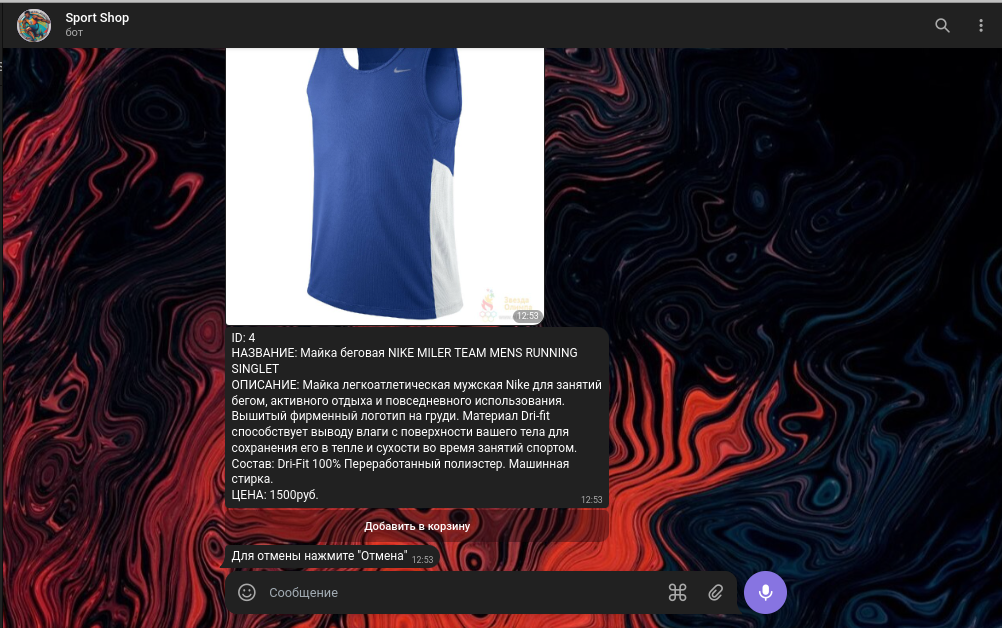 Sport Shop
бот
Звезда
12:53
ID: 4
НАЗВАНИЕ: Майка беговая NIKE MILER TEAM MENS RUNNING
SINGLET
ОПИСАНИЕ: Майка легкоатлетическая мужская Nike для занятий
бегом, активного отдыха и повседневного использования.
Вышитый фирменный логотип на груди. Материал Dri-fit
способствует выводу влаги с поверхности вашего тела для
сохранения его в тепле и сухости во время занятий спортом.
Состав: Dri-Fit 100% Переработанный полиэстер. Машинная
стирка.
ЦЕНА: 1500руб.
12:53
Добавить в корзину
Для отмены нажмите "Отмена" 12:53
Сообщение